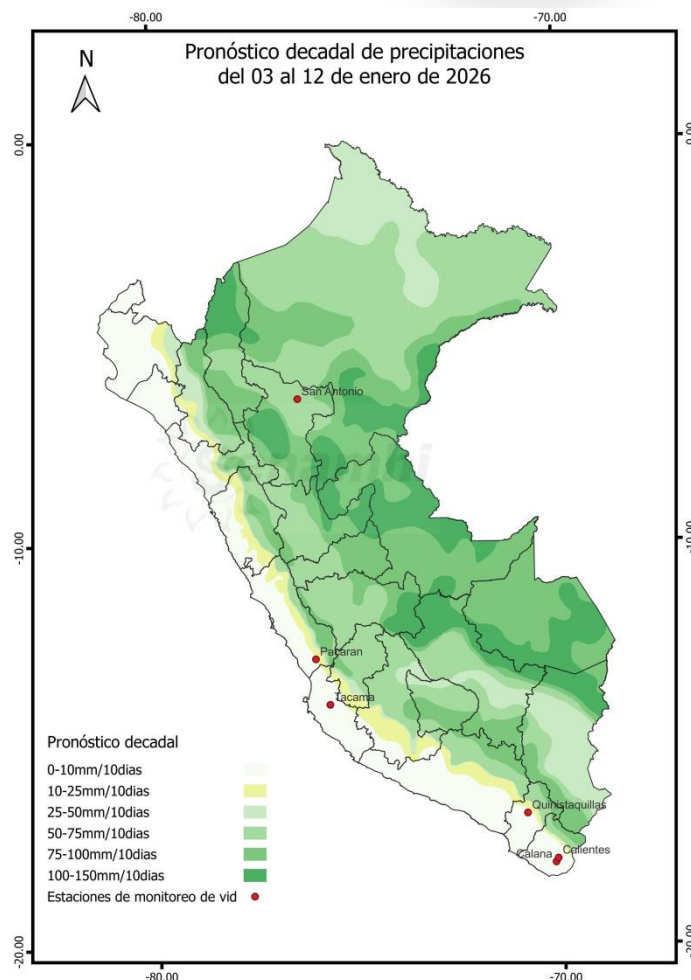 -80.00
-70.00
Pronóstico decadal de precipitaciones
del 03 al 12 de enero de 2026
N
0.00
0.00
San Antonio
Senamhi
-10.00
-10.00
Pacaran
Tacama
Pronóstico decadal
0-10mm/10dias
10-25mm/10dias
25-50mm/10dias
50-75mm/10dias
75-100mm/10dias
100-150mm/10dias
Estaciones de monitoreo de vid
Quinistaquillas
Calientes
Calana
-20.00
-20.00
-80.00
-70.00